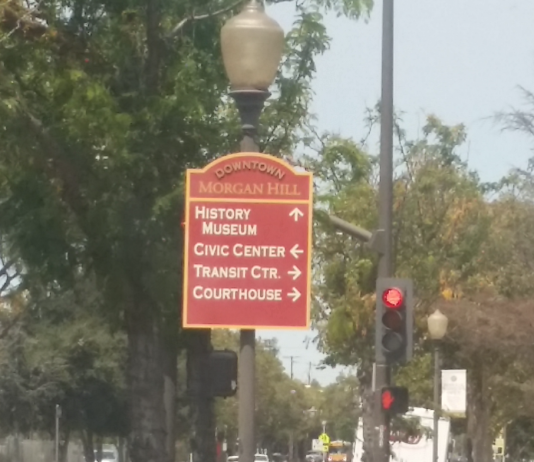 DOWNTOWN
MORGAN HILL
HISTORY
MUSEUM
CIVIC CENTER
TRANSIT CTR.
COURTHOUSE